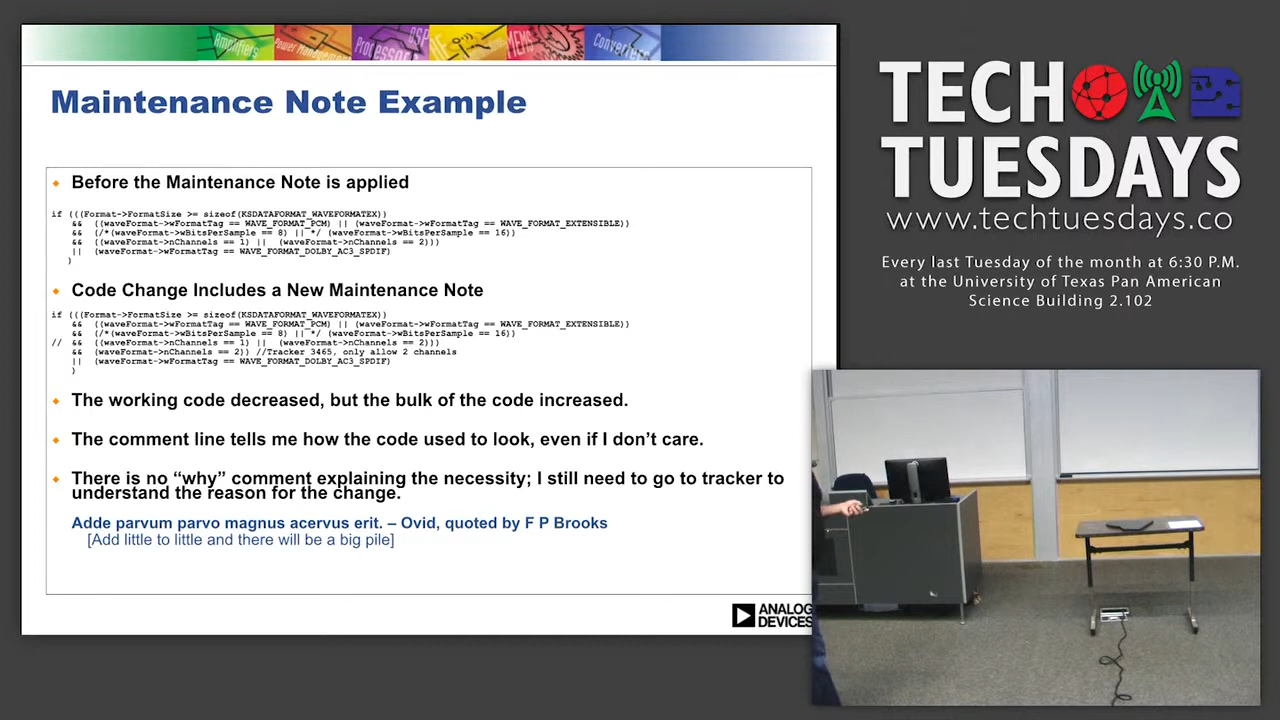 Amplifiers
Power Management
Processors
DSP
MEMS
Converters
Maintenance Note Example
Before the Maintenance Note is applied
if (((Format->FormatSize >= sizeof(KSDATAFORMAT_WAVEFORMATEX))
&& ((waveFormat->wFormatTag == WAVE_FORMAT_PCM) || (waveFormat->wFormatTag == WAVE_FORMAT_EXTENSIBLE))
&& (/*(waveFormat->wBitsPerSample == 8) || */ (waveFormat->wBitsPerSample == 16))
&& ((waveFormat->nChannels == 1) || (waveFormat->nChannels == 2)))
|| (waveFormat->wFormatTag == WAVE_FORMAT_DOLBY_AC3_SPDIF)
)
Code Change Includes a New Maintenance Note
if (((Format->FormatSize >= sizeof(KSDATAFORMAT_WAVEFORMATEX))
&& ((waveFormat->wFormatTag == WAVE_FORMAT_PCM) || (waveFormat->wFormatTag == WAVE_FORMAT_EXTENSIBLE))
&& (/*(waveFormat->wBitsPerSample == 8) || */ (waveFormat->wBitsPerSample == 16))
// && ((waveFormat->nChannels == 1) || (waveFormat->nChannels == 2)))
&& (waveFormat->nChannels == 2)) //Tracker 3465, only allow 2 channels
|| (waveFormat->wFormatTag == WAVE_FORMAT_DOLBY_AC3_SPDIF)
)
The working code decreased, but the bulk of the code increased.
The comment line tells me how the code used to look, even if I don’t care.
There is no “why” comment explaining the necessity; I still need to go to tracker to
understand the reason for the change.
Adde parvum parvo magnus acervus erit. – Ovid, quoted by F P Brooks
[Add little to little and there will be a big pile]
ANALOG
DEVICES
TECH
TUESDAYS
www.techtuesdays.co
Every last Tuesday of the month at 6:30 P.M.
at the University of Texas Pan American
Science Building 2.102